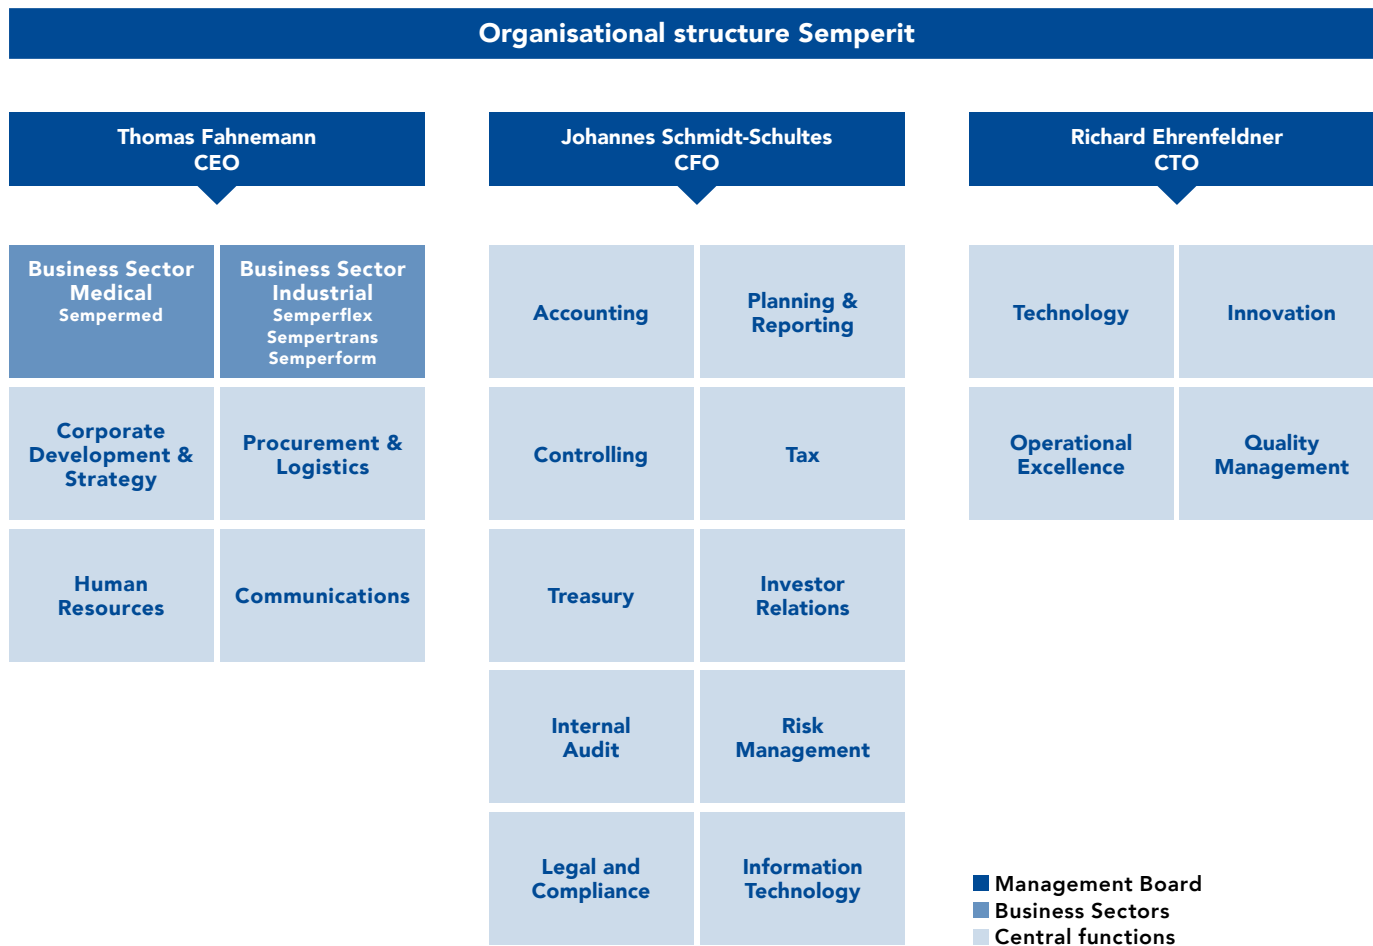 Organisational structure Semperit
Thomas Fahnemann
CEO
Business Sector
Medical
Sempermed
Business Sector
Industrial
Semperflex
Sempertrans
Semperform
Corporate
Development &
Strategy
Procurement &
Logistics
Human
Resources
Communications
Johannes Schmidt-Schultes
CFO
Accounting
Planning &
Reporting
Controlling
Tax
Treasury
Investor
Relations
Internal
Audit
Risk
Management
Legal and
Compliance
Information
Technology
Richard Ehrenfeldner
CTO
Technology
Innovation
Operational
Excellence
Quality
Management
Management Board
Business Sectors
Central functions